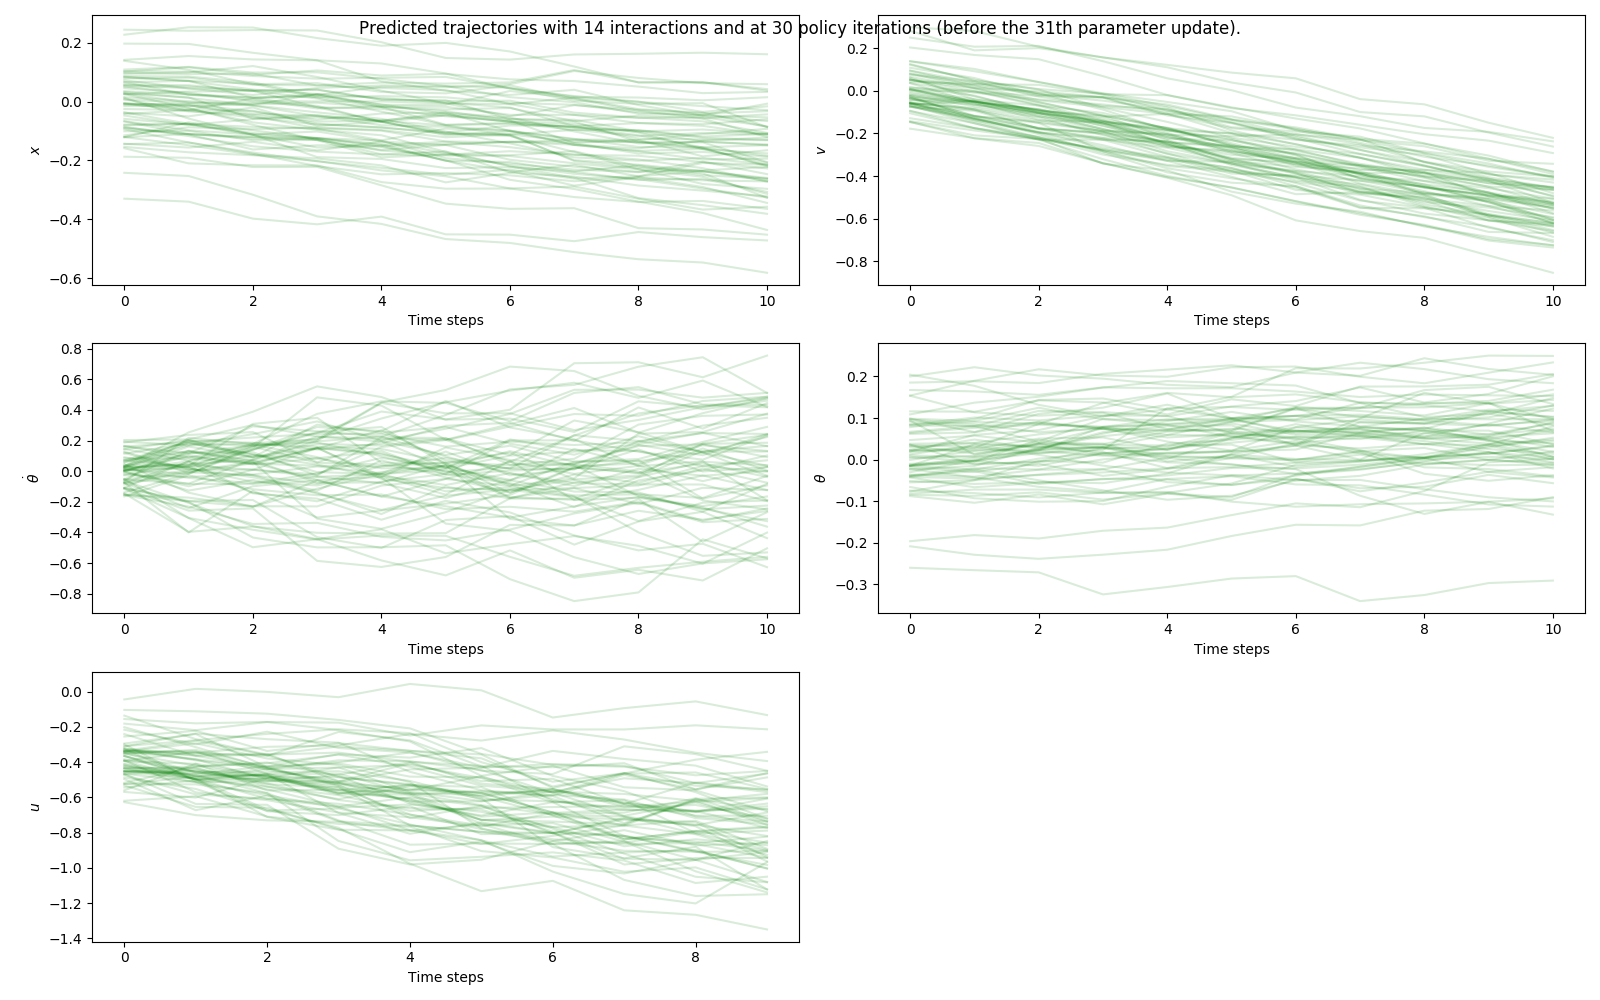 Predicted trajectories with 14 interactions and at 30 policy iterations (before the 31th parameter update).
0.2
0.0
−0.2
−0.4
−0.6
x
0 2 4 6 8 10
Time steps
0.2
0.0
−0.2
−0.4
−0.6
−0.8
v
0 2 4 6 8 10
Time steps
0.8
0.6
0.4
0.2
0.0
−0.2
−0.4
−0.6
−0.8
θ̇
0 2 4 6 8 10
Time steps
0.2
0.1
0.0
−0.1
−0.2
−0.3
θ
0 2 4 6 8 10
Time steps
0.0
−0.2
−0.4
−0.6
−0.8
−1.0
−1.2
−1.4
u
0 2 4 6 8
Time steps